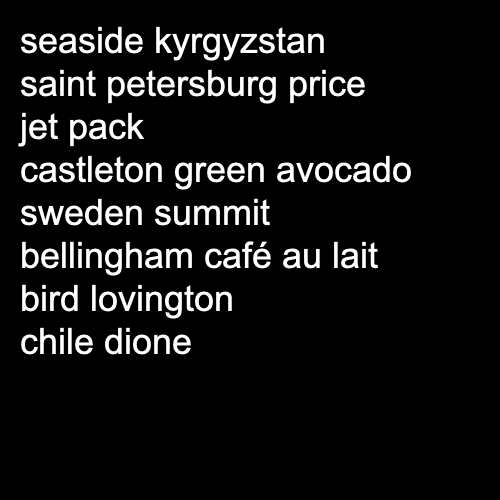 seaside kyrgyzstan
saint petersburg price
jet pack
castleton green avocado
sweden summit
bellingham café au lait
bird lovington
chile dione